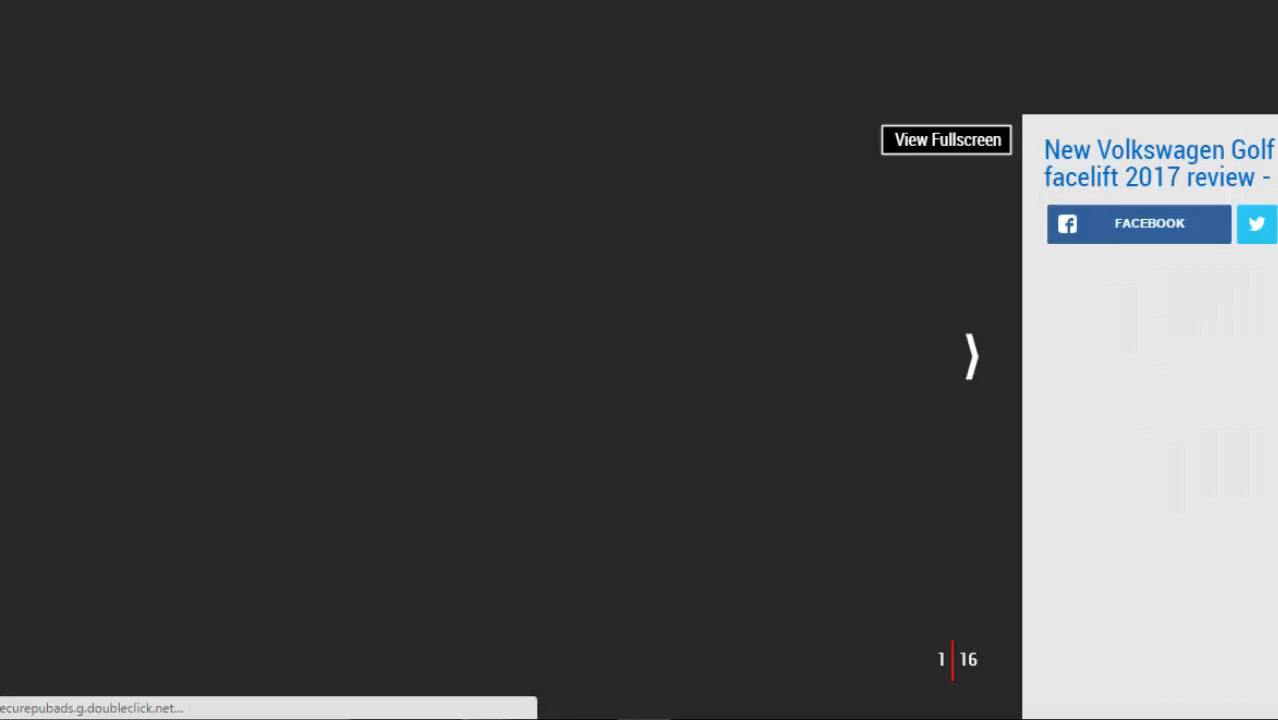 View Fullscreen
New Volkswagen Golf
facelift 2017 review -
FACEBOOK
1 16
ecurepubads.g.doubleclick.net...